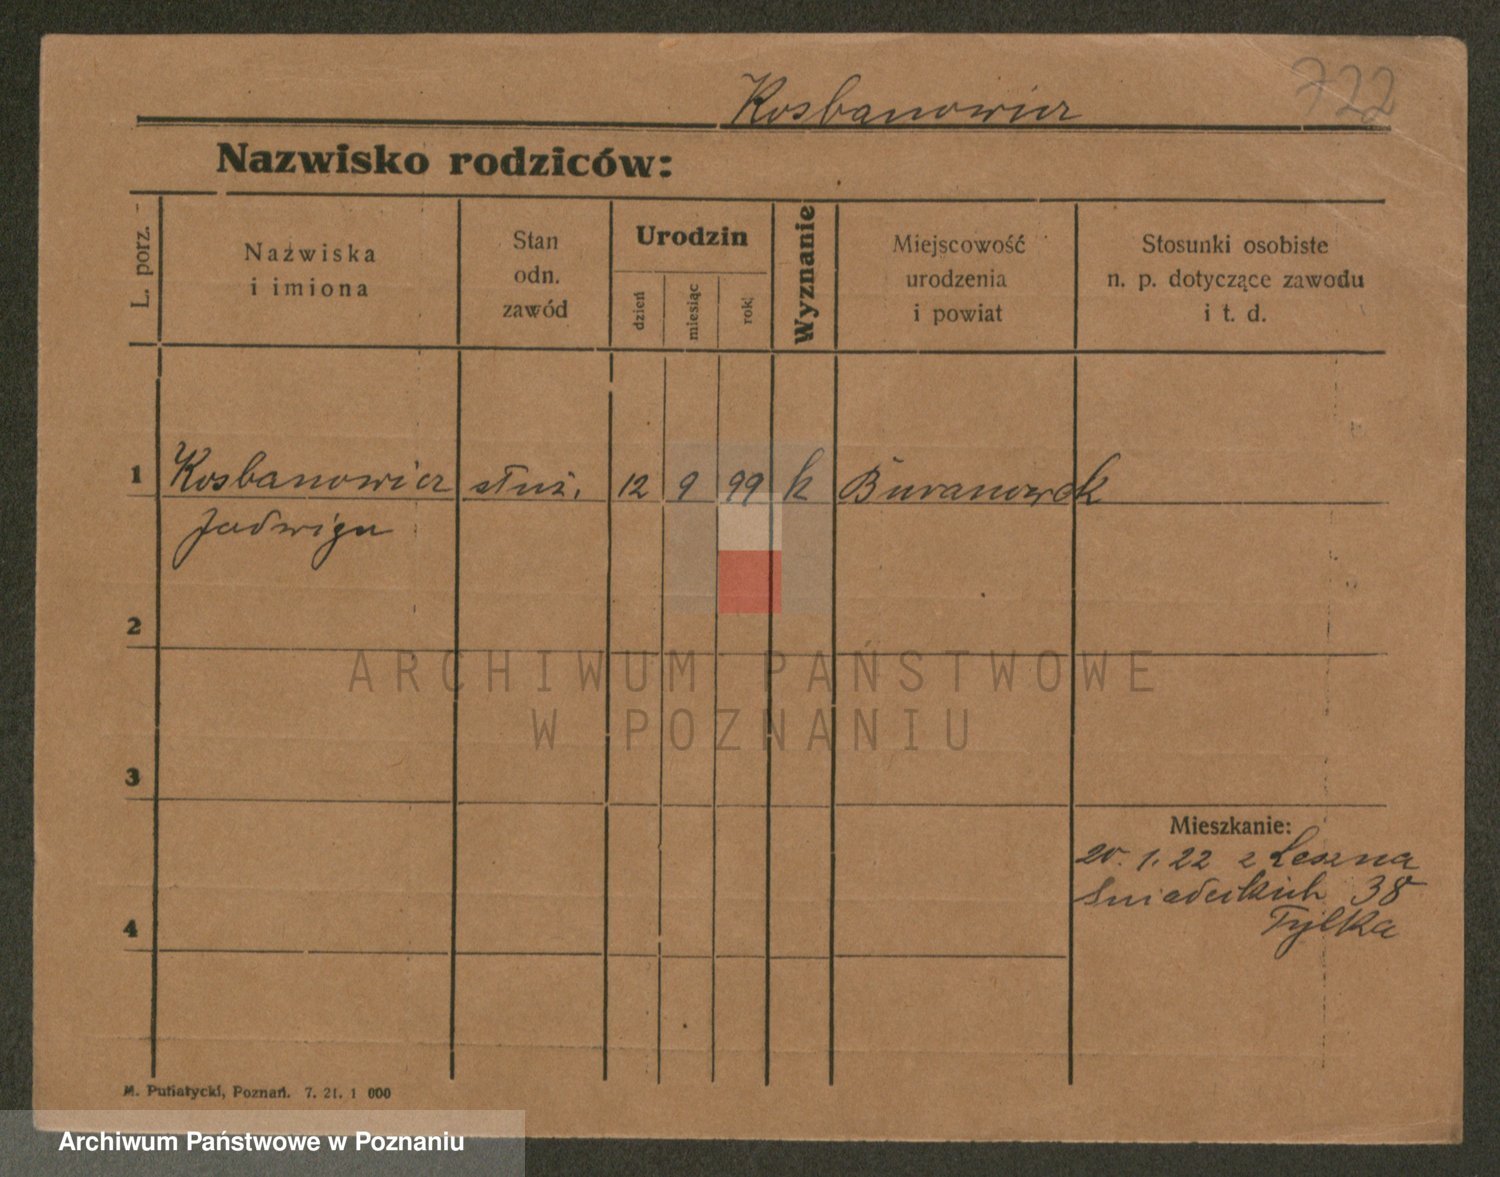 722
Kosbanowicz
Nazwisko rodziców:
L. porz.
Nazwiska
i imiona
Stan
odn.
zawód
Urodzin
dzień
miesiąc
rok
Wyznanie
Miejscowość
urodzenia
i powiat
Stosunki osobiste
n. p. dotyczące zawodu
i t. d.
1 Kosbanowicz służ. 12 9 99 k
Jadwiga
2
ARCHIWUM PAŃSTWOWE
W POZNANIU
3
Mieszkanie:
20.1.22 z Leszna
Śniadeckich 38
Tylka
4
M. Putiatycki, Poznań. 7. 21. 1 000
Archiwum Państwowe w Poznaniu